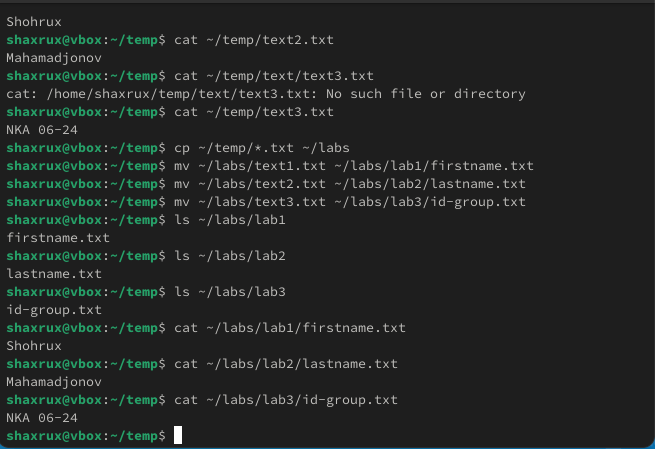 Shohrux
shaxrux@vbox:~/temp$ cat ~/temp/text2.txt
Mahamadjonov
shaxrux@vbox:~/temp$ cat ~/temp/text/text3.txt
cat: /home/shaxrux/temp/text/text3.txt: No such file or directory
shaxrux@vbox:~/temp$ cat ~/temp/text3.txt
NKA 06-24
shaxrux@vbox:~/temp$ cp ~/temp/*.txt ~/labs
shaxrux@vbox:~/temp$ mv ~/labs/text1.txt ~/labs/lab1/firstname.txt
shaxrux@vbox:~/temp$ mv ~/labs/text2.txt ~/labs/lab2/lastname.txt
shaxrux@vbox:~/temp$ mv ~/labs/text3.txt ~/labs/lab3/id-group.txt
shaxrux@vbox:~/temp$ ls ~/labs/lab1
firstname.txt
shaxrux@vbox:~/temp$ ls ~/labs/lab2
lastname.txt
shaxrux@vbox:~/temp$ ls ~/labs/lab3
id-group.txt
shaxrux@vbox:~/temp$ cat ~/labs/lab1/firstname.txt
Shohrux
shaxrux@vbox:~/temp$ cat ~/labs/lab2/lastname.txt
Mahamadjonov
shaxrux@vbox:~/temp$ cat ~/labs/lab3/id-group.txt
NKA 06-24
shaxrux@vbox:~/temp$